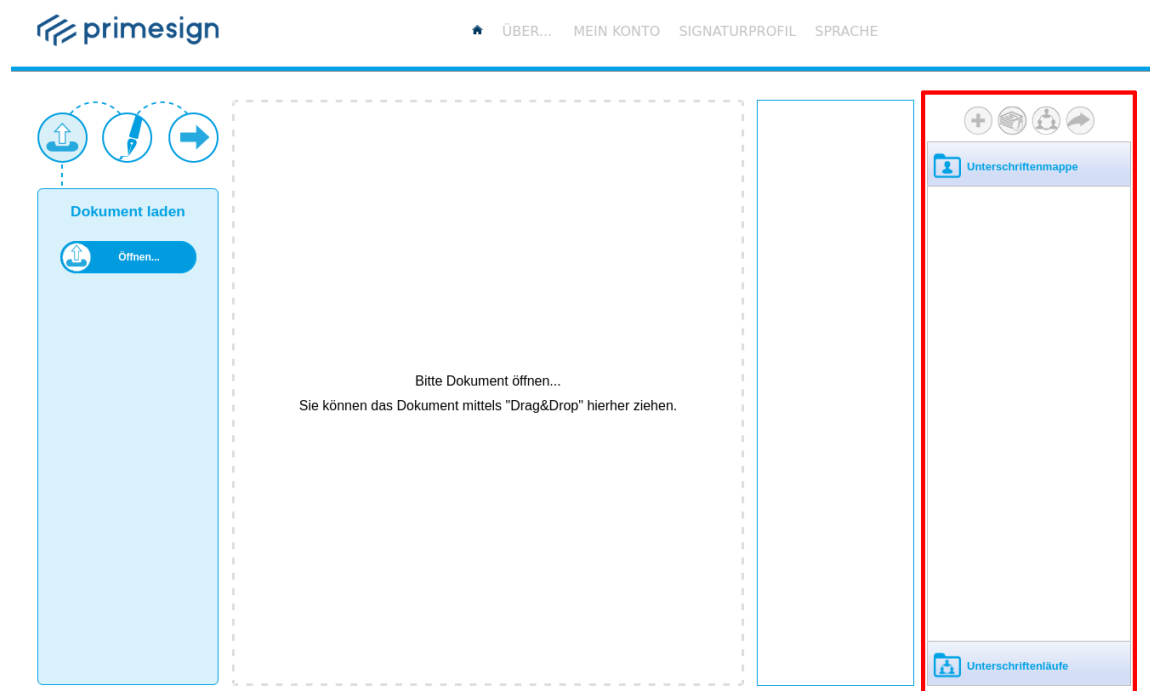 primesign
ÜBER...
MEIN KONTO
SIGNATURPROFIL
SPRACHE
Dokument laden
Öffnen...
Bitte Dokument öffnen...
Sie können das Dokument mittels "Drag&Drop" hierher ziehen.
Unterschriftenmappe
Unterschriftenläufe